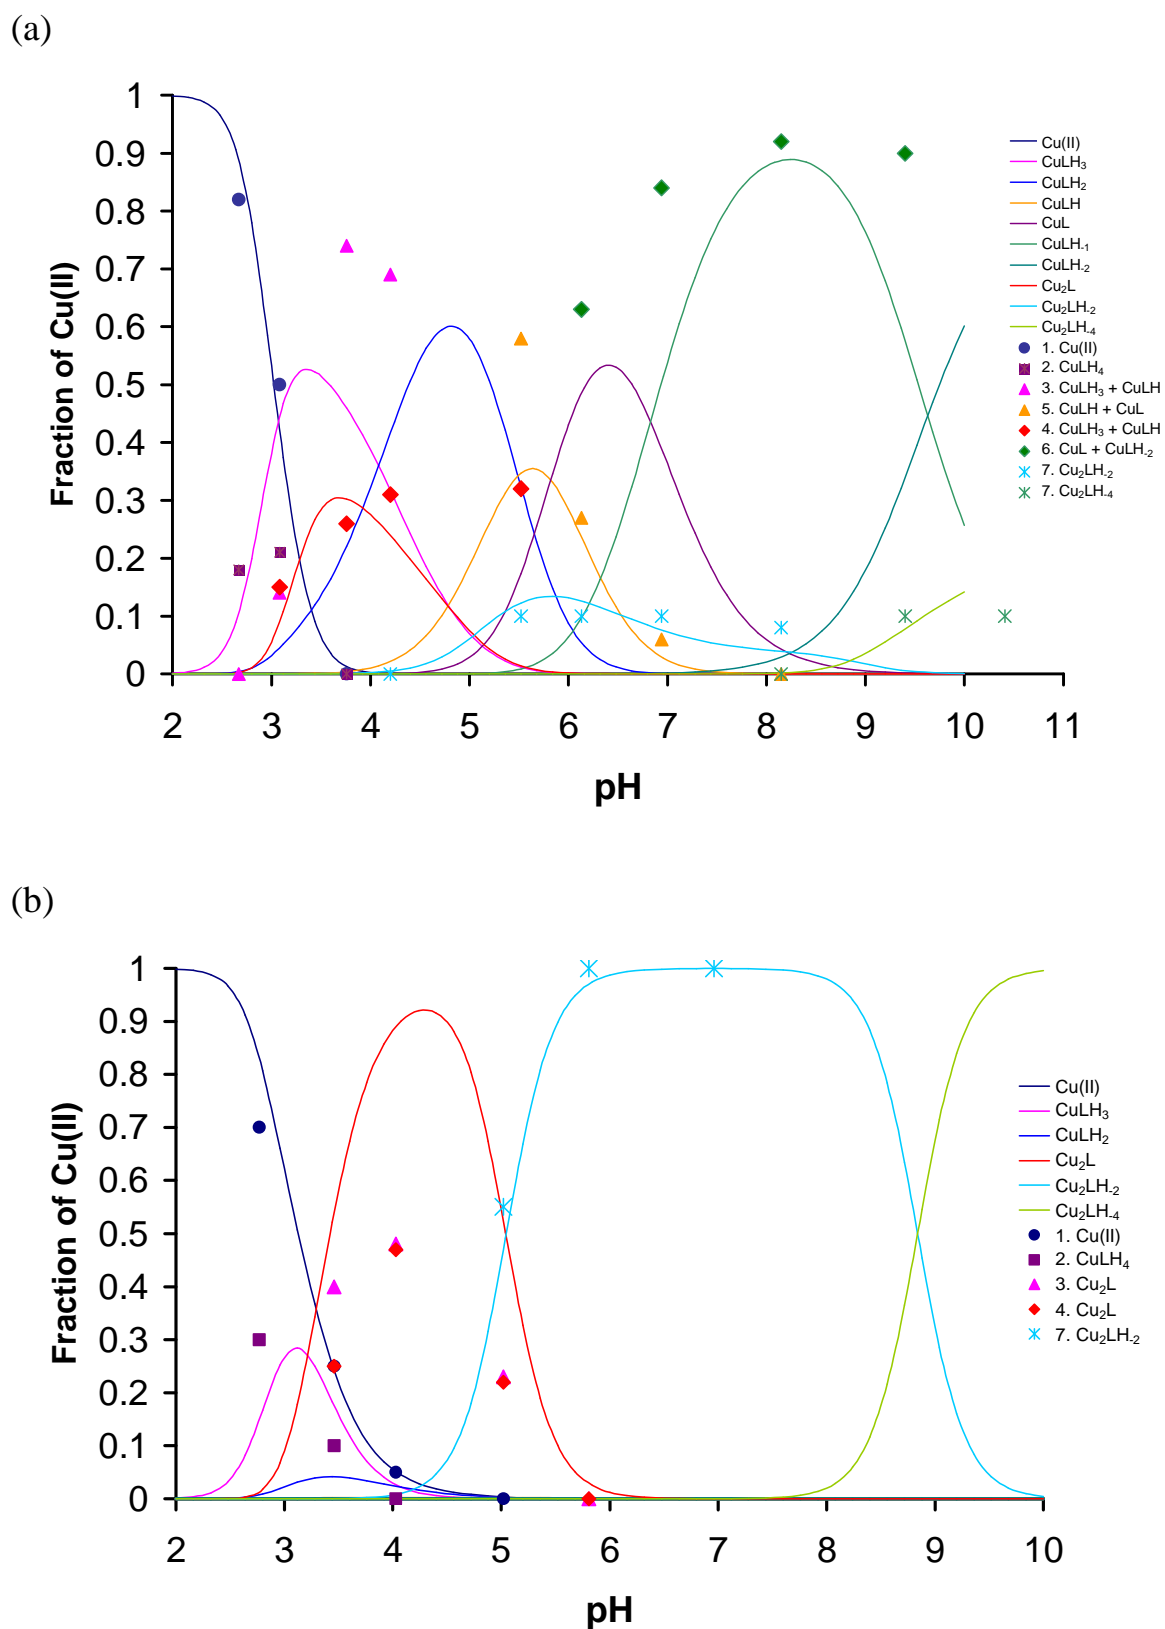 (a)
Fraction of Cu(II)
1
0.9
0.8
0.7
0.6
0.5
0.4
0.3
0.2
0.1
0
2 3 4 5 6 7 8 9 10 11
pH
Cu(II)
CuLH₃
CuLH₂
CuLH
CuL
CuLH₋₁
CuLH₋₂
Cu₂L
Cu₂LH₋₂
Cu₂LH₋₄
1. Cu(II)
2. CuLH₄
3. CuLH₃ + CuLH
5. CuLH + CuL
4. CuLH₃ + CuLH
6. CuL + CuLH₋₂
7. Cu₂LH₋₂
7. Cu₂LH₋₄
(b)
Fraction of Cu(II)
1
0.9
0.8
0.7
0.6
0.5
0.4
0.3
0.2
0.1
0
2 3 4 5 6 7 8 9 10
pH
Cu(II)
CuLH₃
CuLH₂
Cu₂L
Cu₂LH₋₂
Cu₂LH₋₄
1. Cu(II)
2. CuLH₄
3. Cu₂L
4. Cu₂L
7. Cu₂LH₋₂